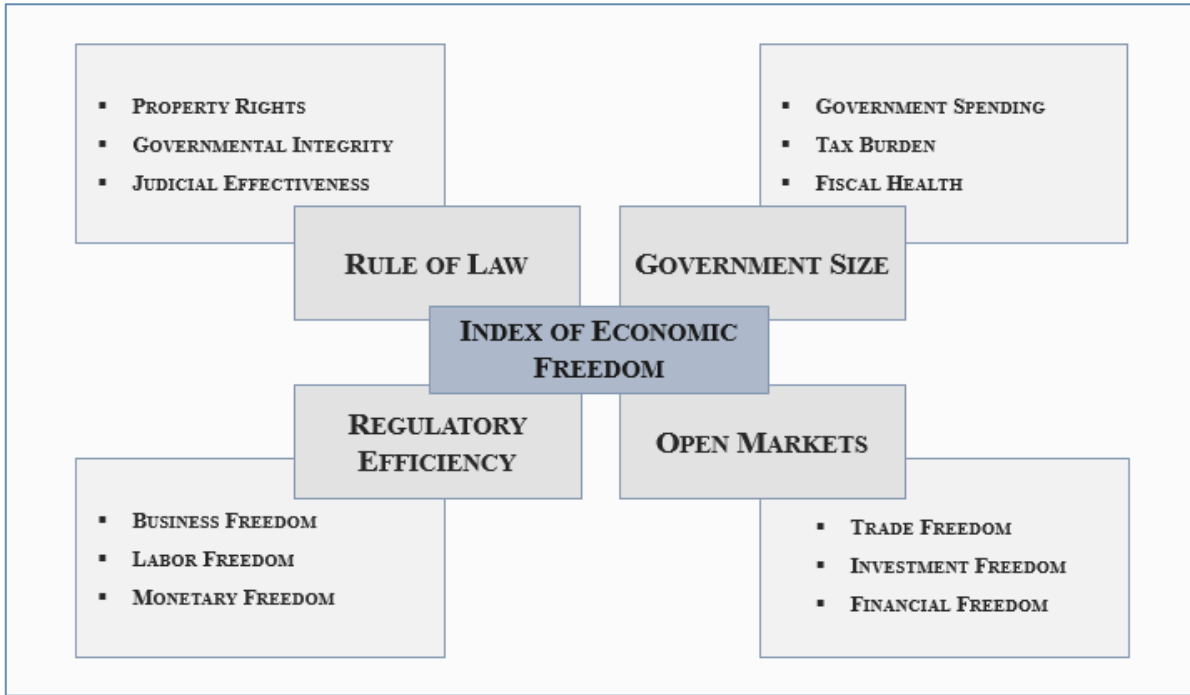 ▪ Property Rights
▪ Governmental Integrity
▪ Judicial Effectiveness
Rule of Law
▪ Government Spending
▪ Tax Burden
▪ Fiscal Health
Government Size
Index of Economic
Freedom
Regulatory
Efficiency
▪ Business Freedom
▪ Labor Freedom
▪ Monetary Freedom
Open Markets
▪ Trade Freedom
▪ Investment Freedom
▪ Financial Freedom